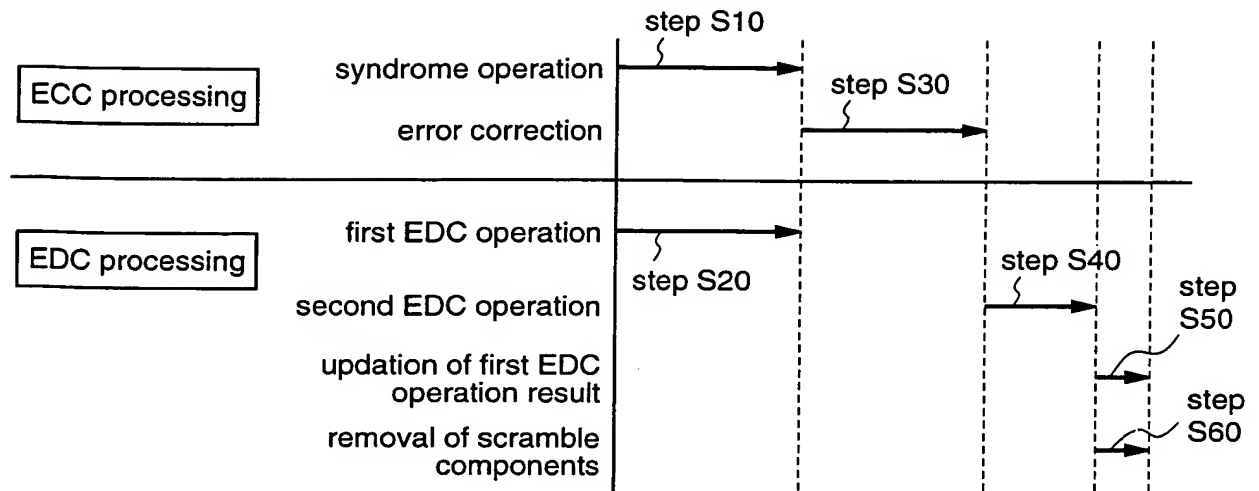 step S10
ECC processing
syndrome operation
step S30
error correction
first EDC operation
EDC processing
step S20
step S40
second EDC operation
step
S50
updation of first EDC
operation result
step
S60
removal of scramble
components